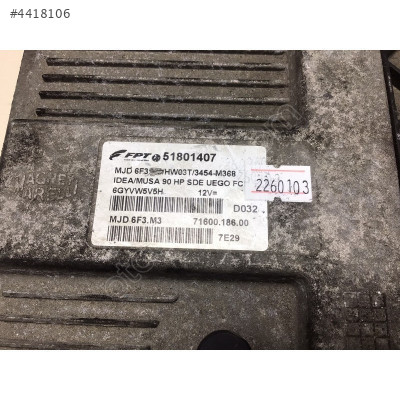 #4418106
FPT 51801407
MJD 6F3 /HW03T/3454-M368
IDEA/MUSA 90 HP SDE UEGO FC
6GYVW5V5H 12V=
2260103
D032
MJD 6F3.M3 71600.186.00
7E29